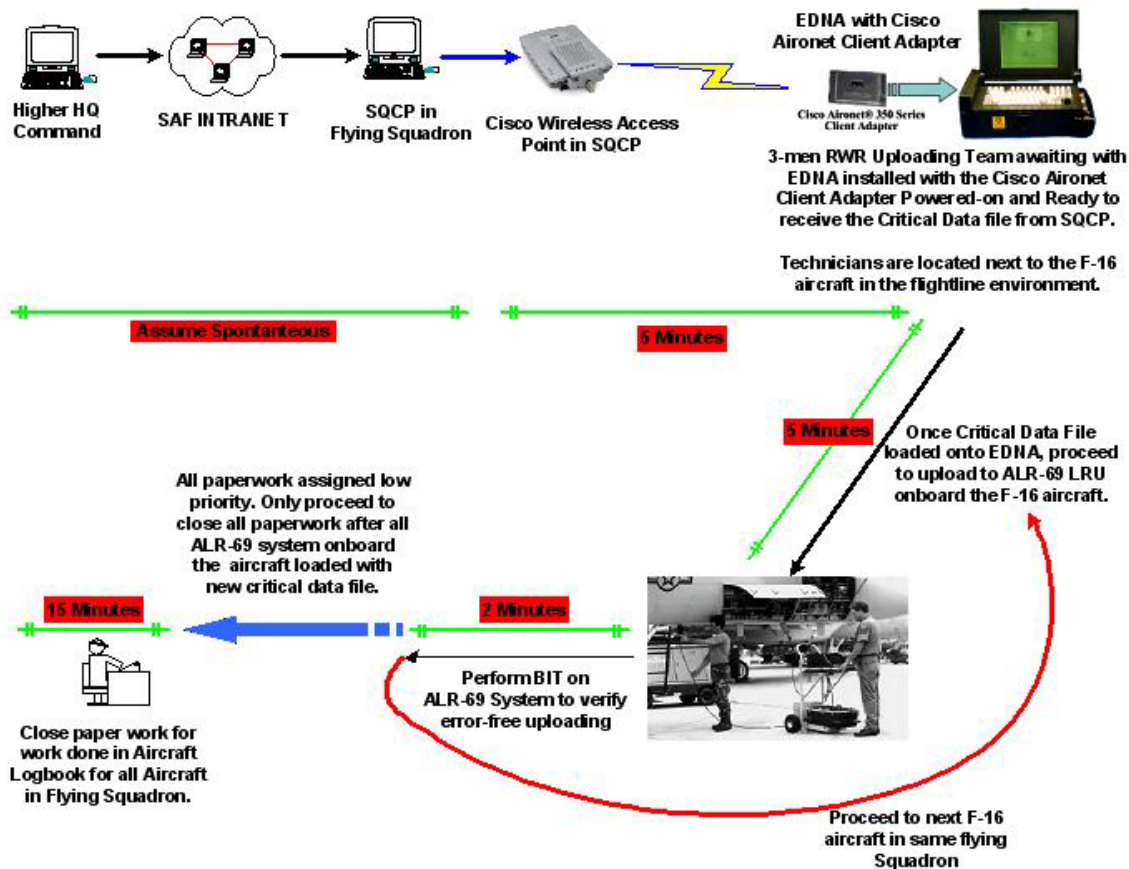 EDNA with Cisco
Aironet Client Adapter
Higher HQ
Command
SAF INTRANET
SQCP in
Flying Squadron
Cisco Wireless Access
Point in SQCP
Cisco Aironet® 350 Series
Client Adapter
3-men RWR Uploading Team awaiting with
EDNA installed with the Cisco Aironet
Client Adapter Powered-on and Ready to
receive the Critical Data file from SQCP.
Technicians are located next to the F-16
aircraft in the flightline environment.
Assume Spontaneous
5 Minutes
5 Minutes
Once Critical Data File
loaded onto EDNA, proceed
to upload to ALR-69 LRU
onboard the F-16 aircraft.
All paperwork assigned low
priority. Only proceed to
close all paperwork after all
ALR-69 system onboard
the aircraft loaded with
new critical data file.
15 Minutes
2 Minutes
Perform BIT on
ALR-69 System to verify
error-free uploading
Close paper work for
work done in Aircraft
Logbook for all Aircraft
in Flying Squadron.
Proceed to next F-16
aircraft in same flying
Squadron